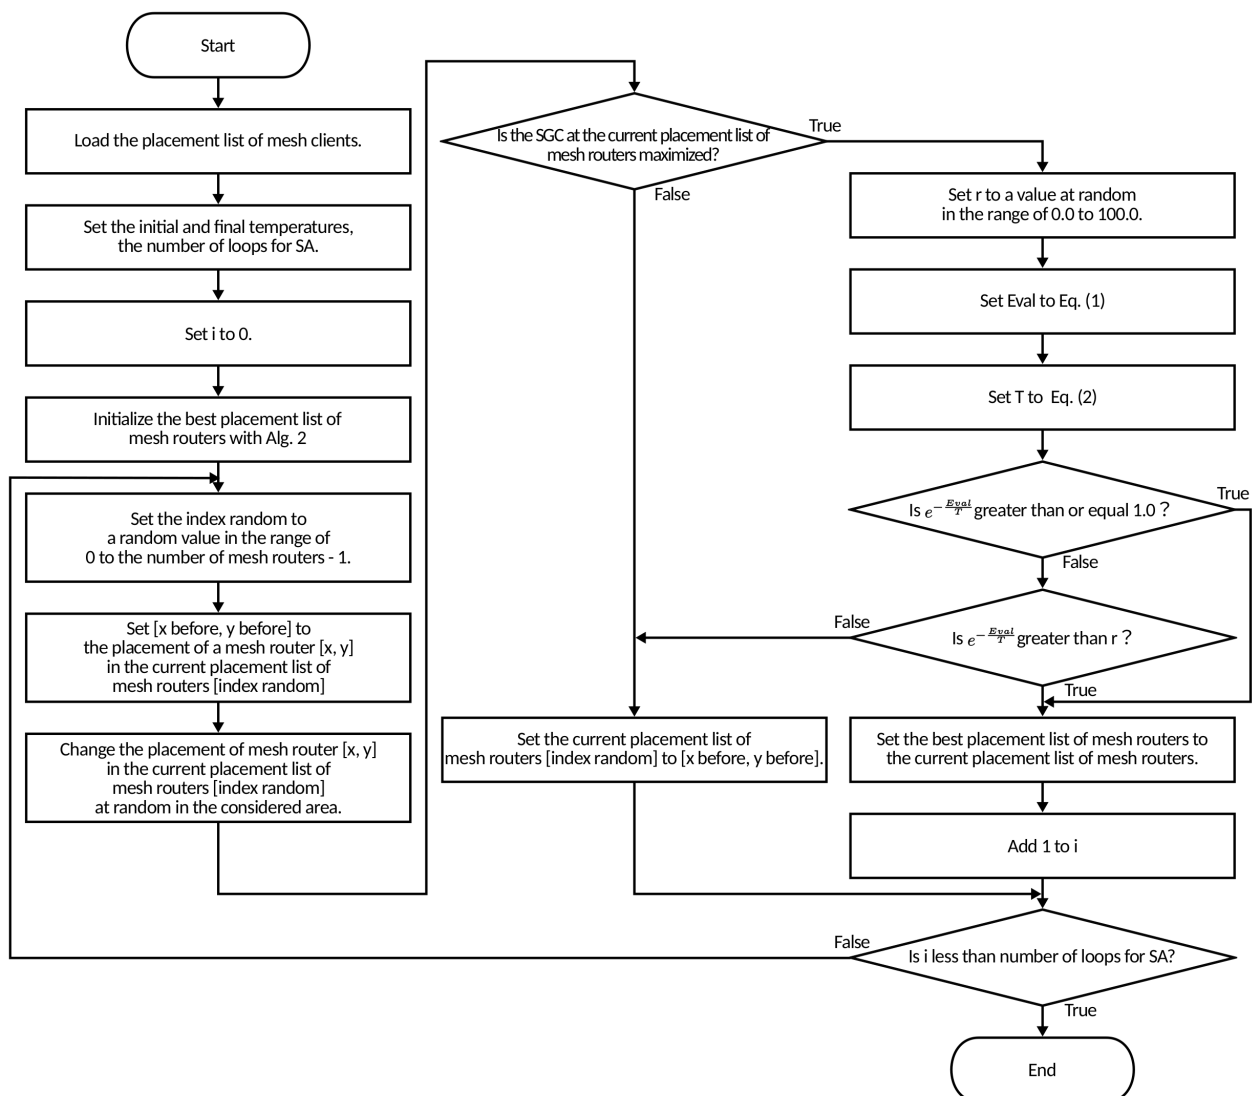 Start
Load the placement list of mesh clients.
Set the initial and final temperatures,
the number of loops for SA.
Set i to 0.
Initialize the best placement list of
mesh routers with Alg. 2
Set the index random to
a random value in the range of
0 to the number of mesh routers - 1.
Set [x before, y before] to
the placement of a mesh router [x, y]
in the current placement list of
mesh routers [index random]
Change the placement of mesh router [x, y]
in the current placement list of
mesh routers [index random]
at random in the considered area.
Is the SGC at the current placement list of
mesh routers maximized?
True
False
Set r to a value at random
in the range of 0.0 to 100.0.
Set Eval to Eq. (1)
Set T to Eq. (2)
Is e^{-\frac{Eval}{T}} greater than or equal 1.0 ?
True
False
Is e^{-\frac{Eval}{T}} greater than r ?
False
True
Set the current placement list of
mesh routers [index random] to [x before, y before].
Set the best placement list of mesh routers to
the current placement list of mesh routers.
Add 1 to i
Is i less than number of loops for SA?
False
True
End